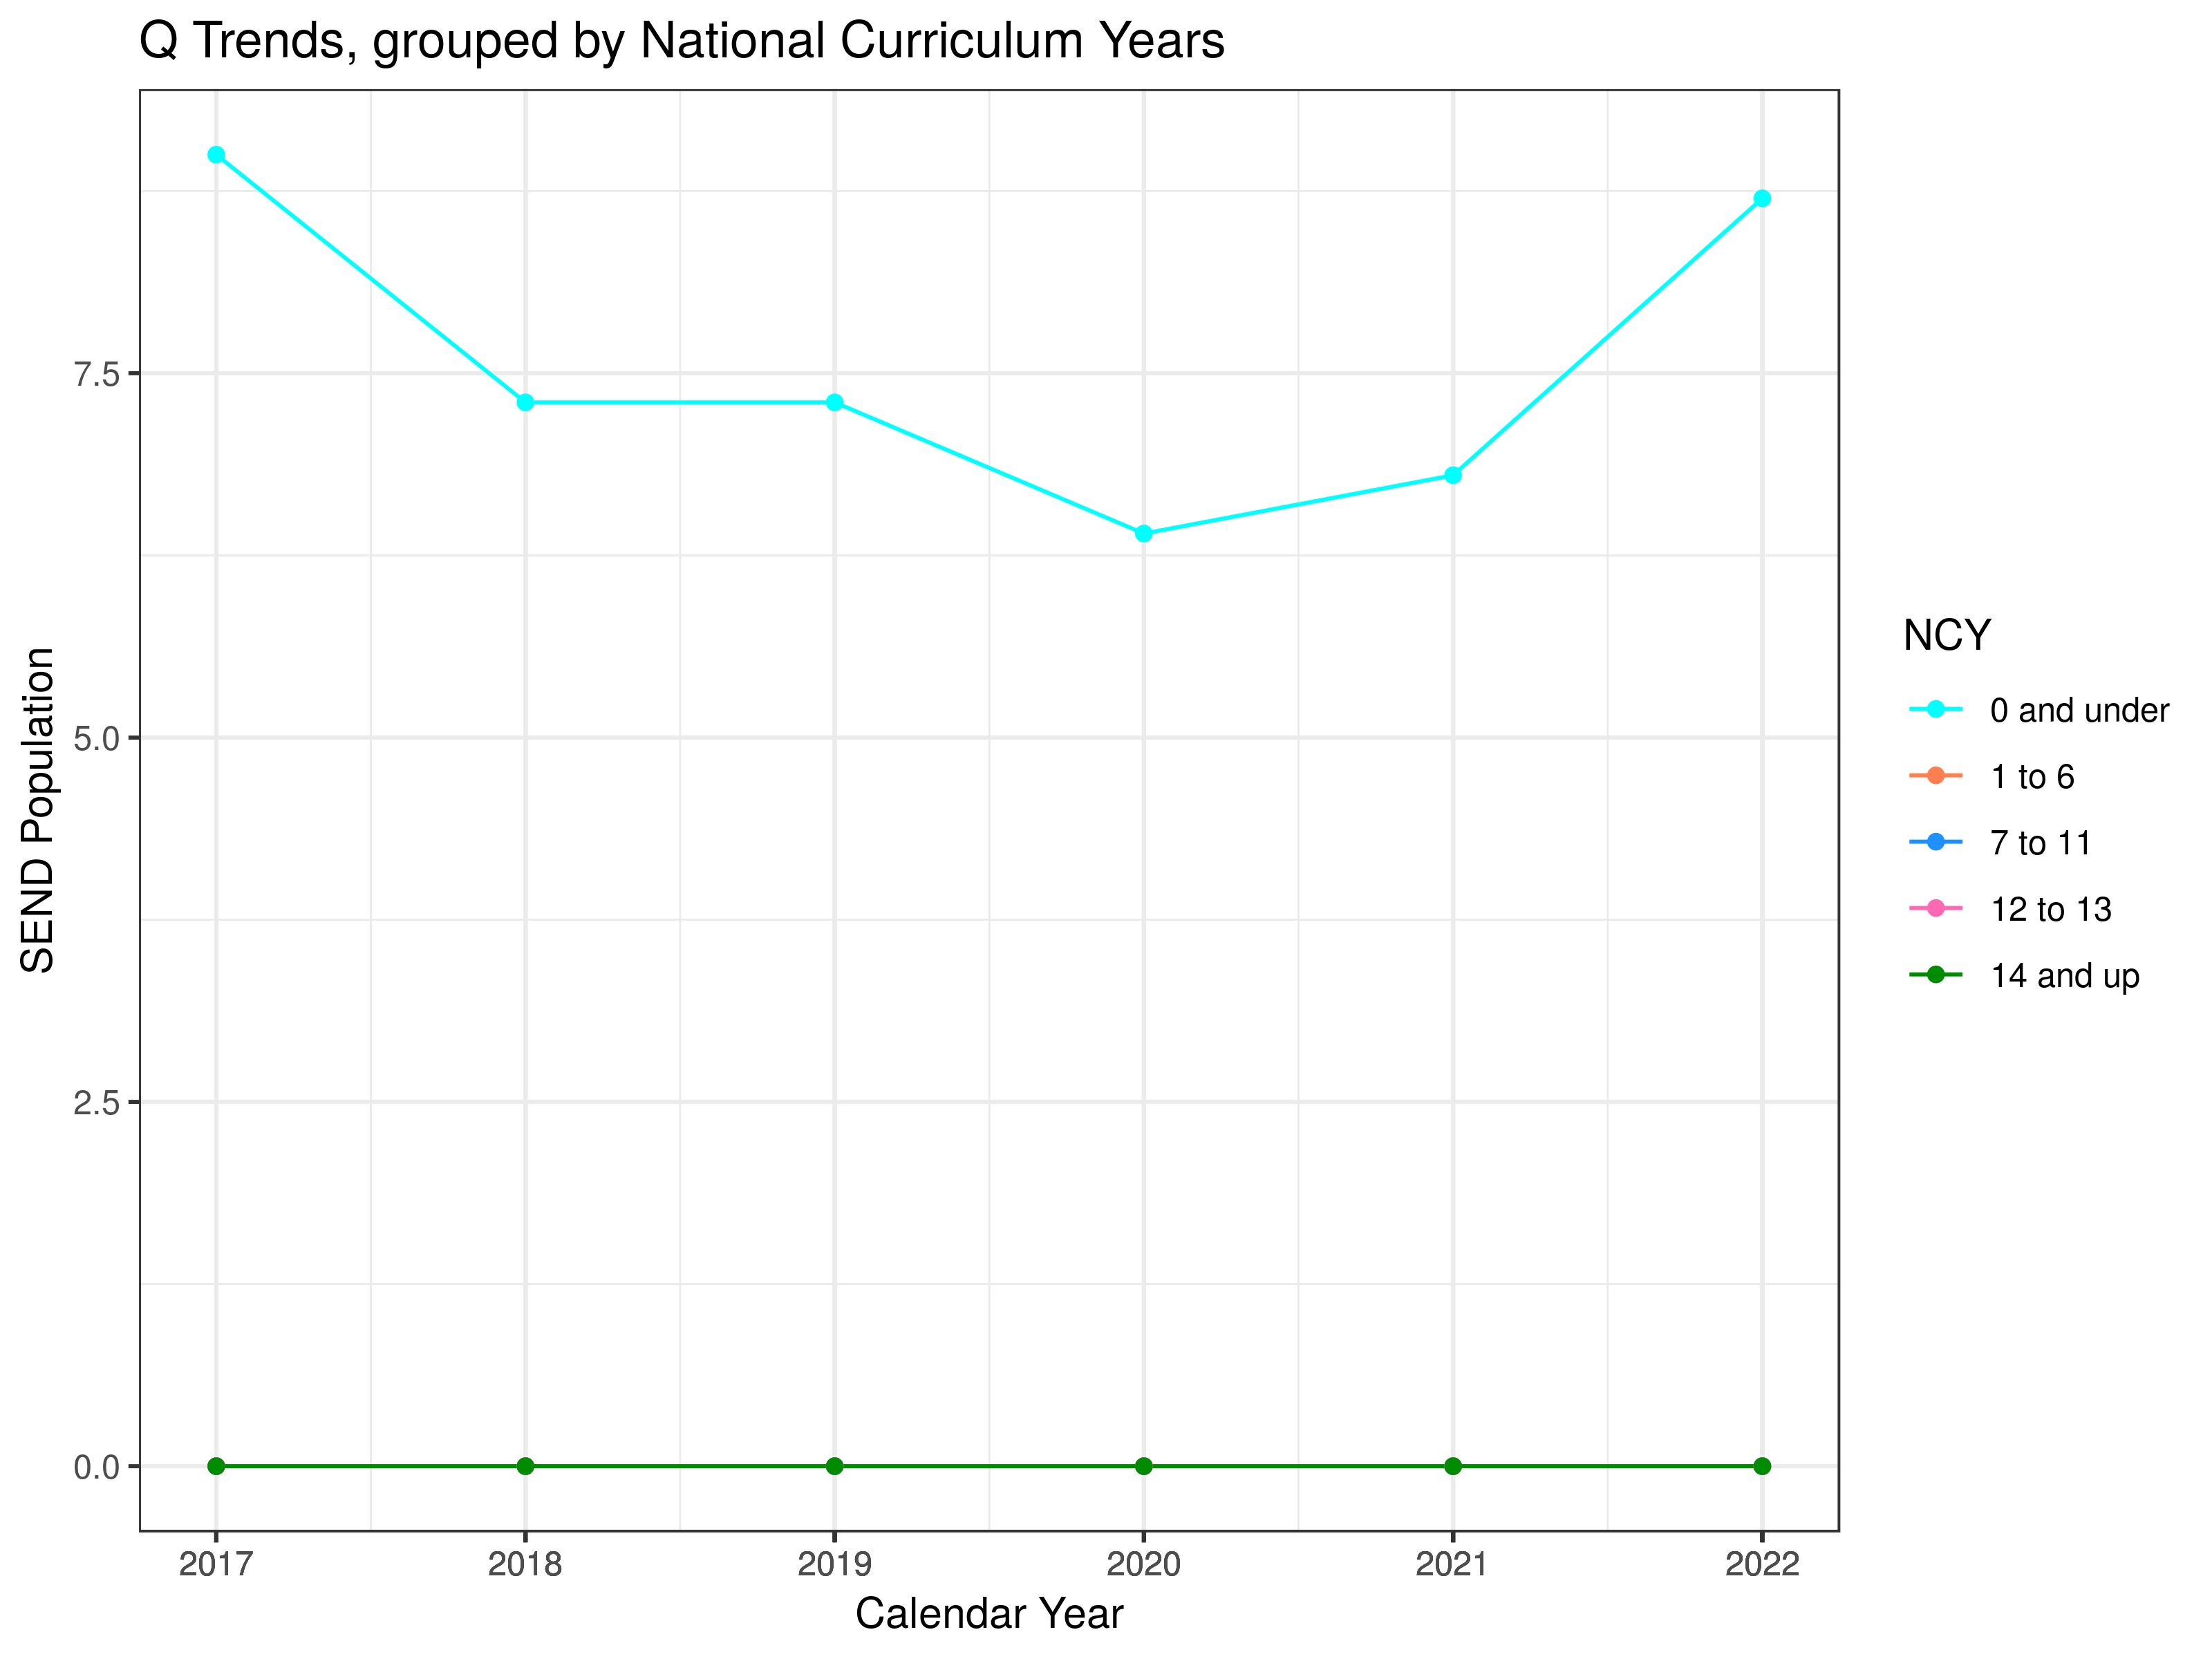 Q Trends, grouped by National Curriculum Years
SEND Population
7.5
5.0
2.5
0.0
2017 2018 2019 2020 2021 2022
Calendar Year
NCY
0 and under
1 to 6
7 to 11
12 to 13
14 and up